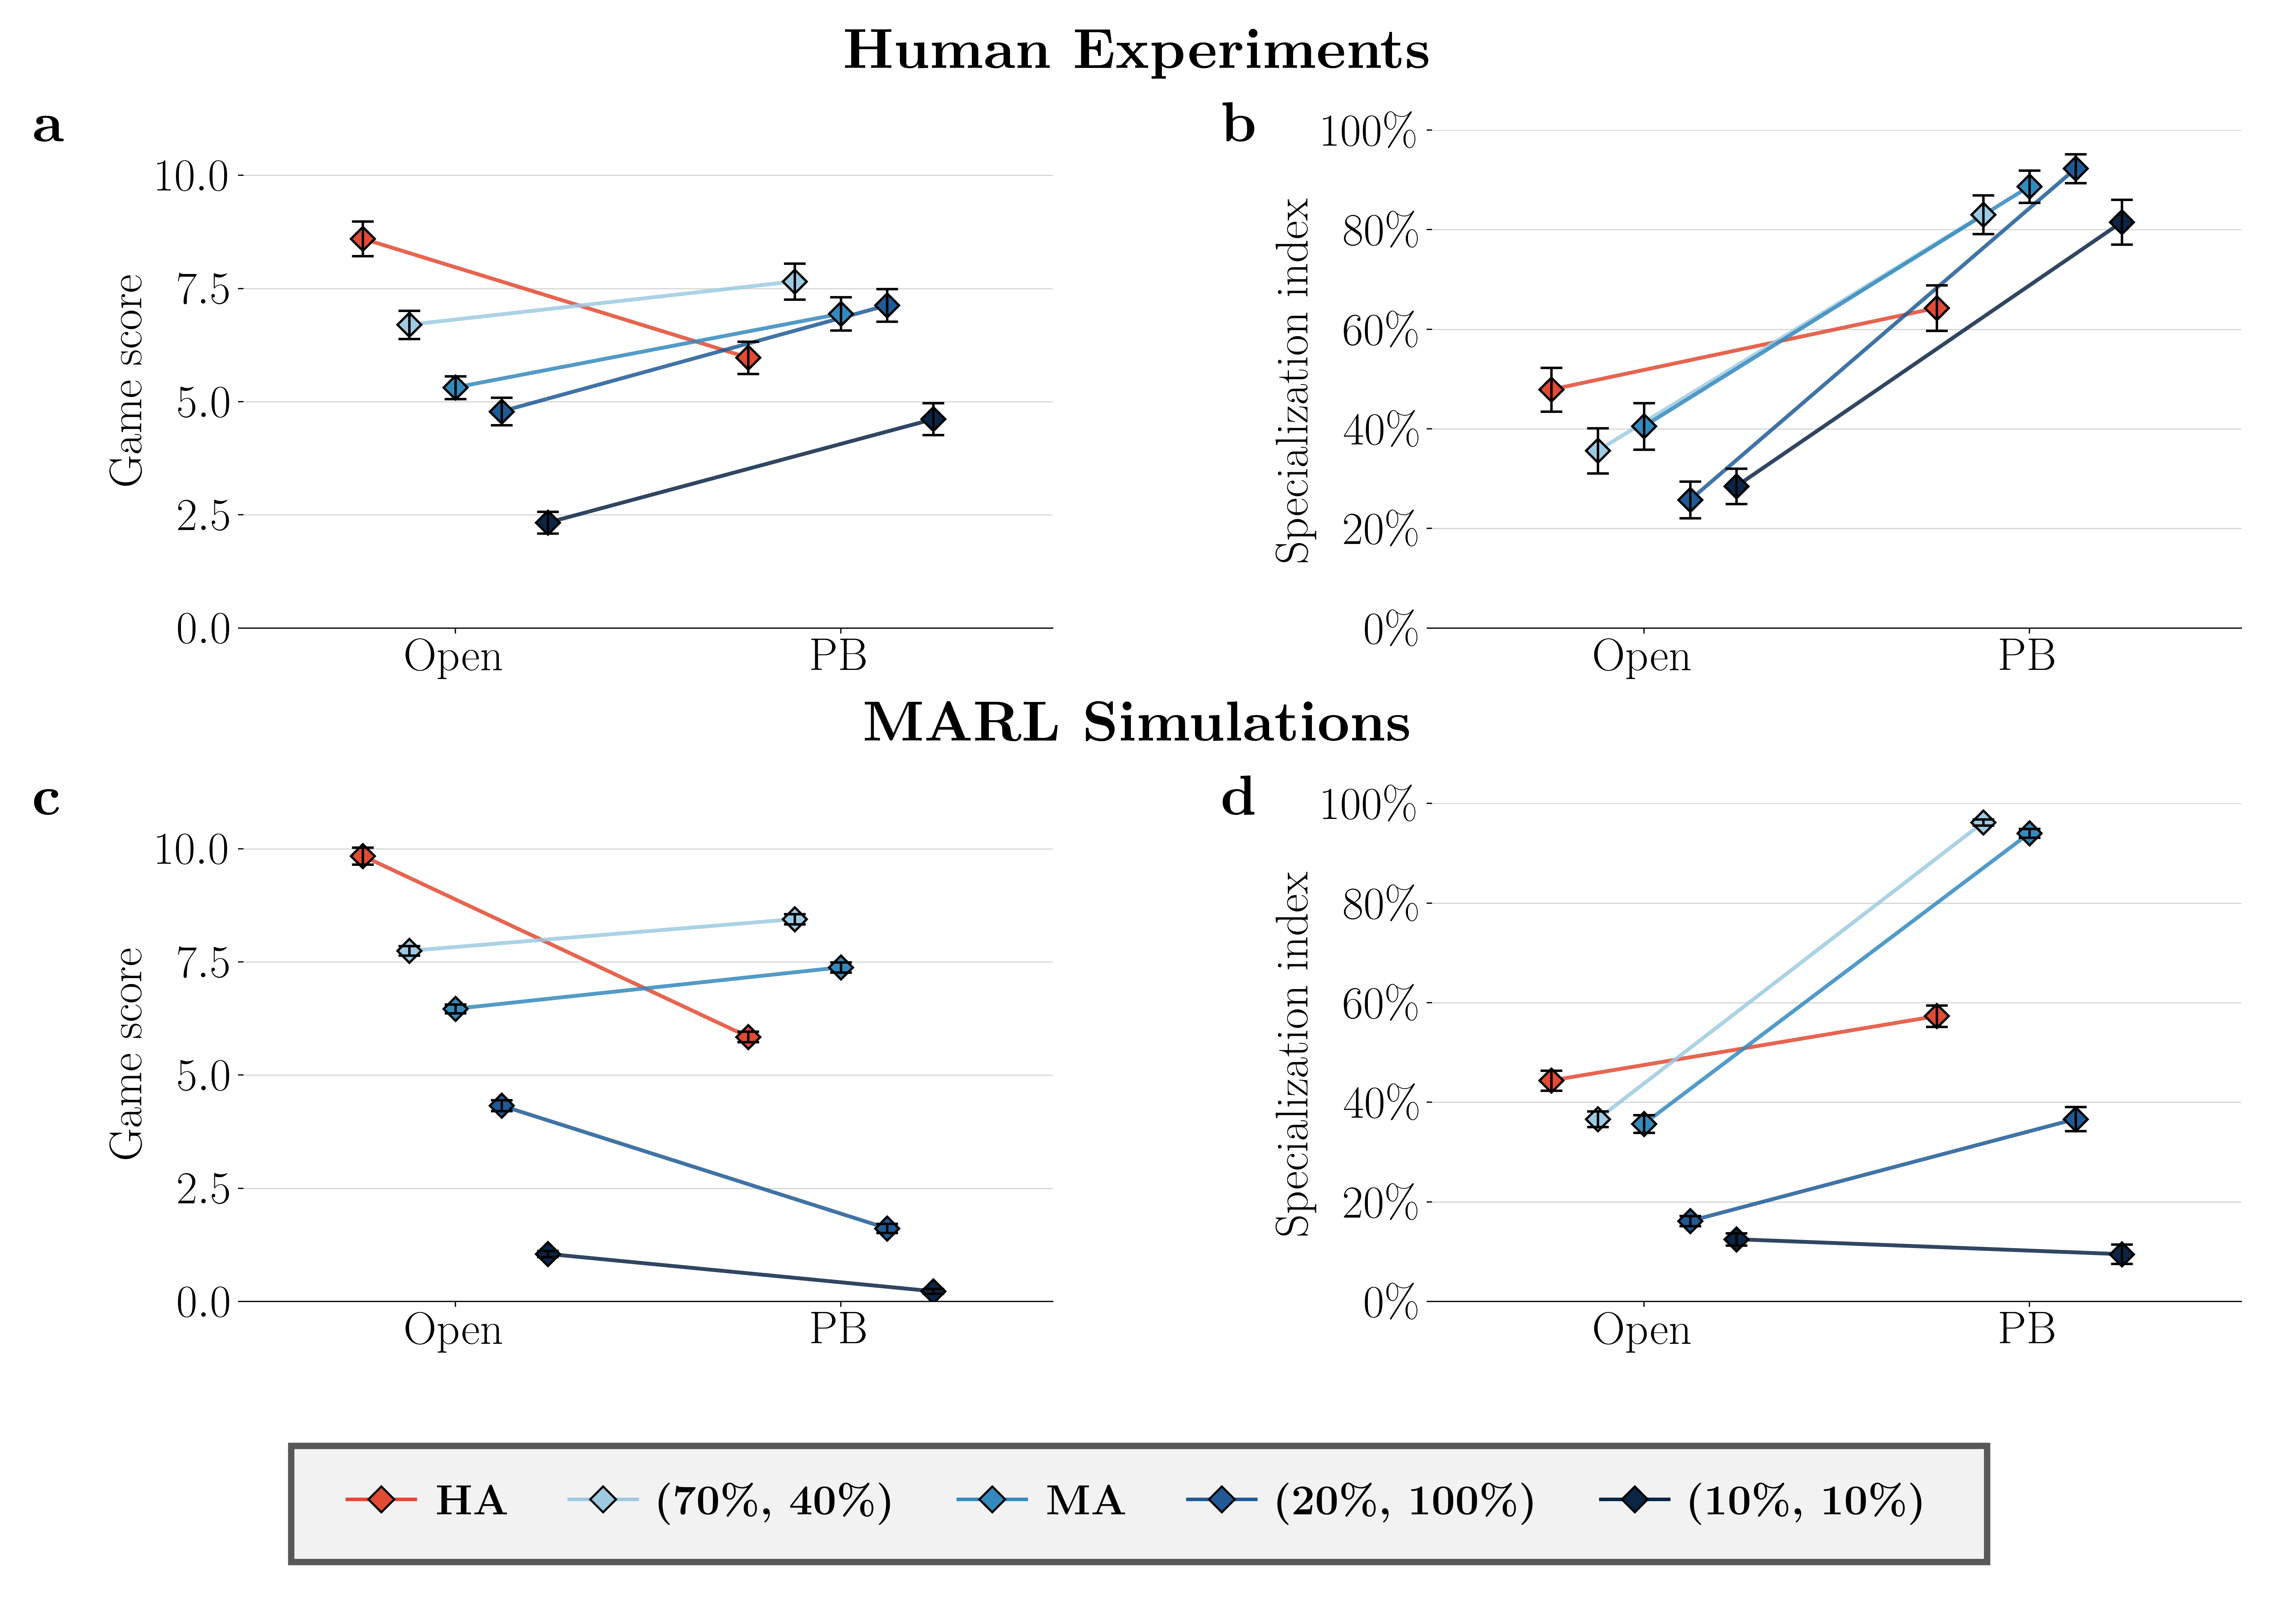 Human Experiments
a
b
Game score
10.0
7.5
5.0
2.5
0.0
Open PB
Specialization index
100%
80%
60%
40%
20%
0%
Open PB
MARL Simulations
c
d
Game score
10.0
7.5
5.0
2.5
0.0
Open PB
Specialization index
100%
80%
60%
40%
20%
0%
Open PB
HA (70%, 40%) MA (20%, 100%) (10%, 10%)